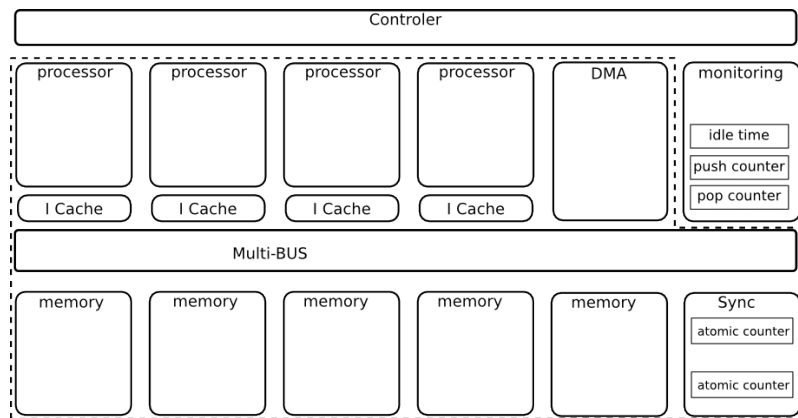 Controler
processor
processor
processor
processor
DMA
monitoring
idle time
push counter
pop counter
I Cache
I Cache
I Cache
I Cache
Multi-BUS
memory
memory
memory
memory
memory
Sync
atomic counter
atomic counter